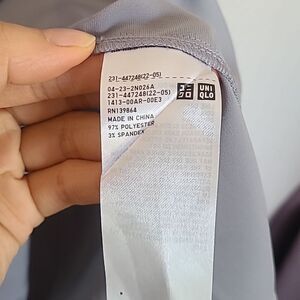 231-447248(22-05)
04-23-2N026A
231-447248(22-05)
1413-00AR-00E3
RN139864
MADE IN CHINA
97% POLYESTER
3% SPANDEX
ユニ
クロ
UNI
QLO